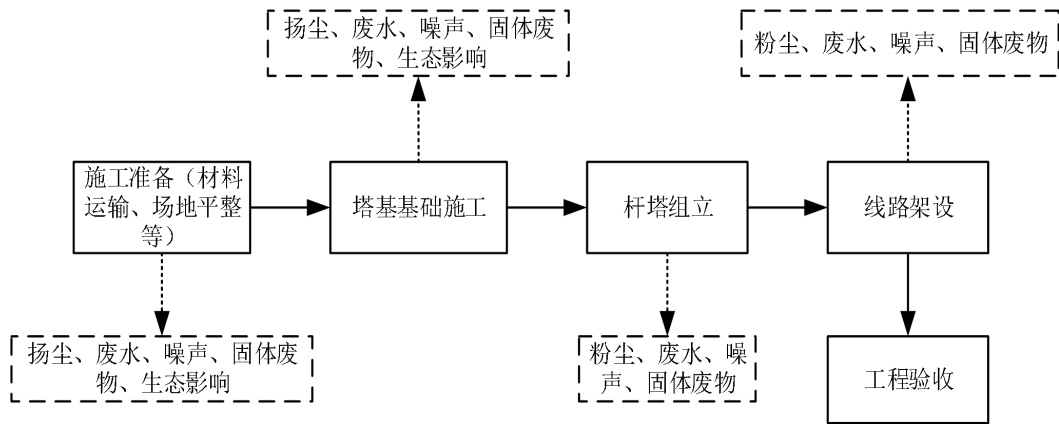 扬尘、废水、噪声、固体废
物、生态影响
粉尘、废水、噪声、固体废物
施工准备（材料
运输、场地平整
等）
塔基基础施工
杆塔组立
线路架设
扬尘、废水、噪声、固体废
物、生态影响
粉尘、废水、噪
声、固体废物
工程验收